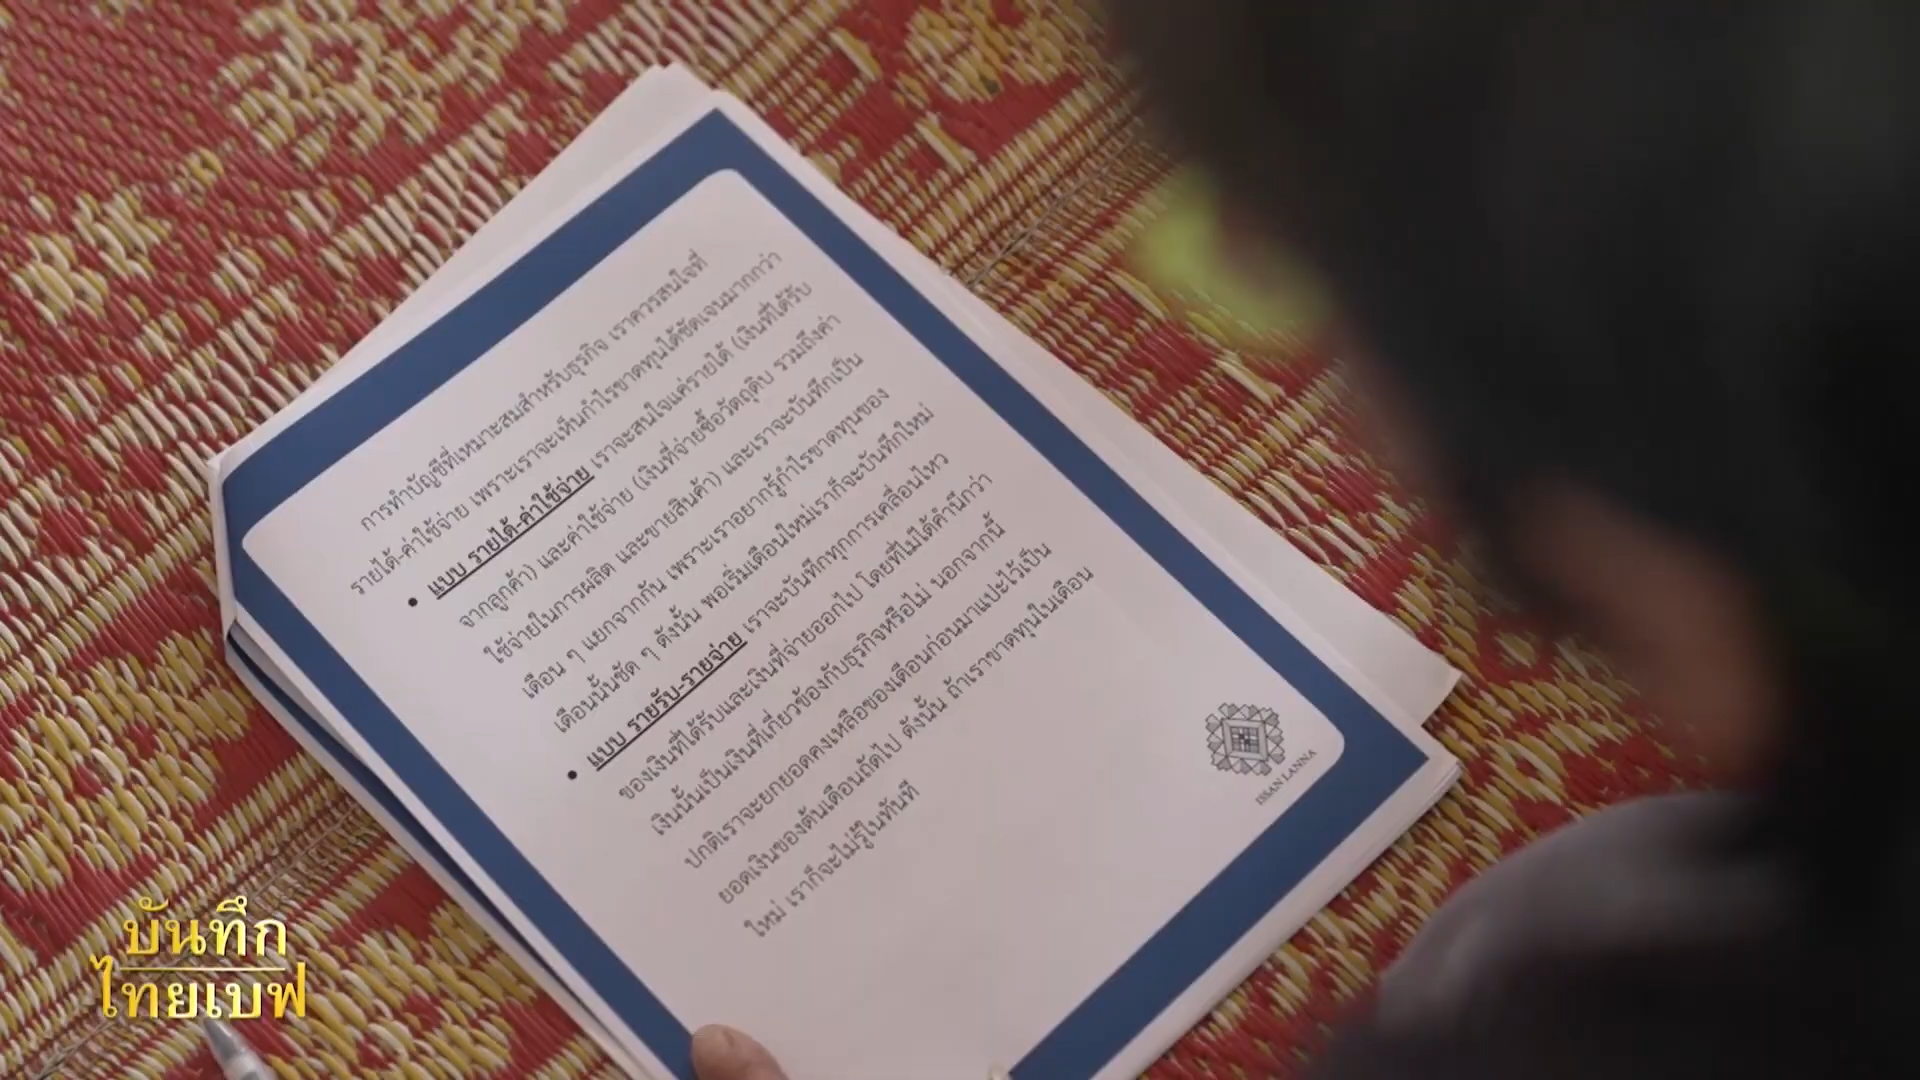 การทำบัญชีที่เหมาะสมสำหรับธุรกิจ เราควรสนใจที่
รายได้-ค่าใช้จ่าย เพราะเราจะเห็นกำไรขาดทุนได้ชัดเจนมากกว่า
• แบบ รายได้-ค่าใช้จ่าย เราจะสนใจแค่รายได้ (เงินที่ได้รับ
จากลูกค้า) และค่าใช้จ่าย (เงินที่จ่ายซื้อวัตถุดิบ รวมถึงค่า
ใช้จ่ายในการผลิต และขายสินค้า) และเราจะบันทึกเป็น
เดือน ๆ แยกจากกัน เพราะเราอยากรู้กำไรขาดทุนของ
เดือนนั้นชัด ๆ ดังนั้น พอเริ่มเดือนใหม่เราก็จะบันทึกใหม่
• แบบ รายรับ-รายจ่าย เราจะบันทึกทุกการเคลื่อนไหว
ของเงินที่ได้รับและเงินที่จ่ายออกไป โดยที่ไม่ได้คำนึกว่า
เงินนั้นเป็นเงินที่เกี่ยวข้องกับธุรกิจหรือไม่ นอกจากนี้
ปกติเราจะยกยอดคงเหลือของเดือนก่อนมาแปะไว้เป็น
ยอดเงินของต้นเดือนถัดไป ดังนั้น ถ้าเราขาดทุนในเดือน
ใหม่ เราก็จะไม่รู้ในทันที
ISSAN LANNA
บันทึก
ไทยเบฟ